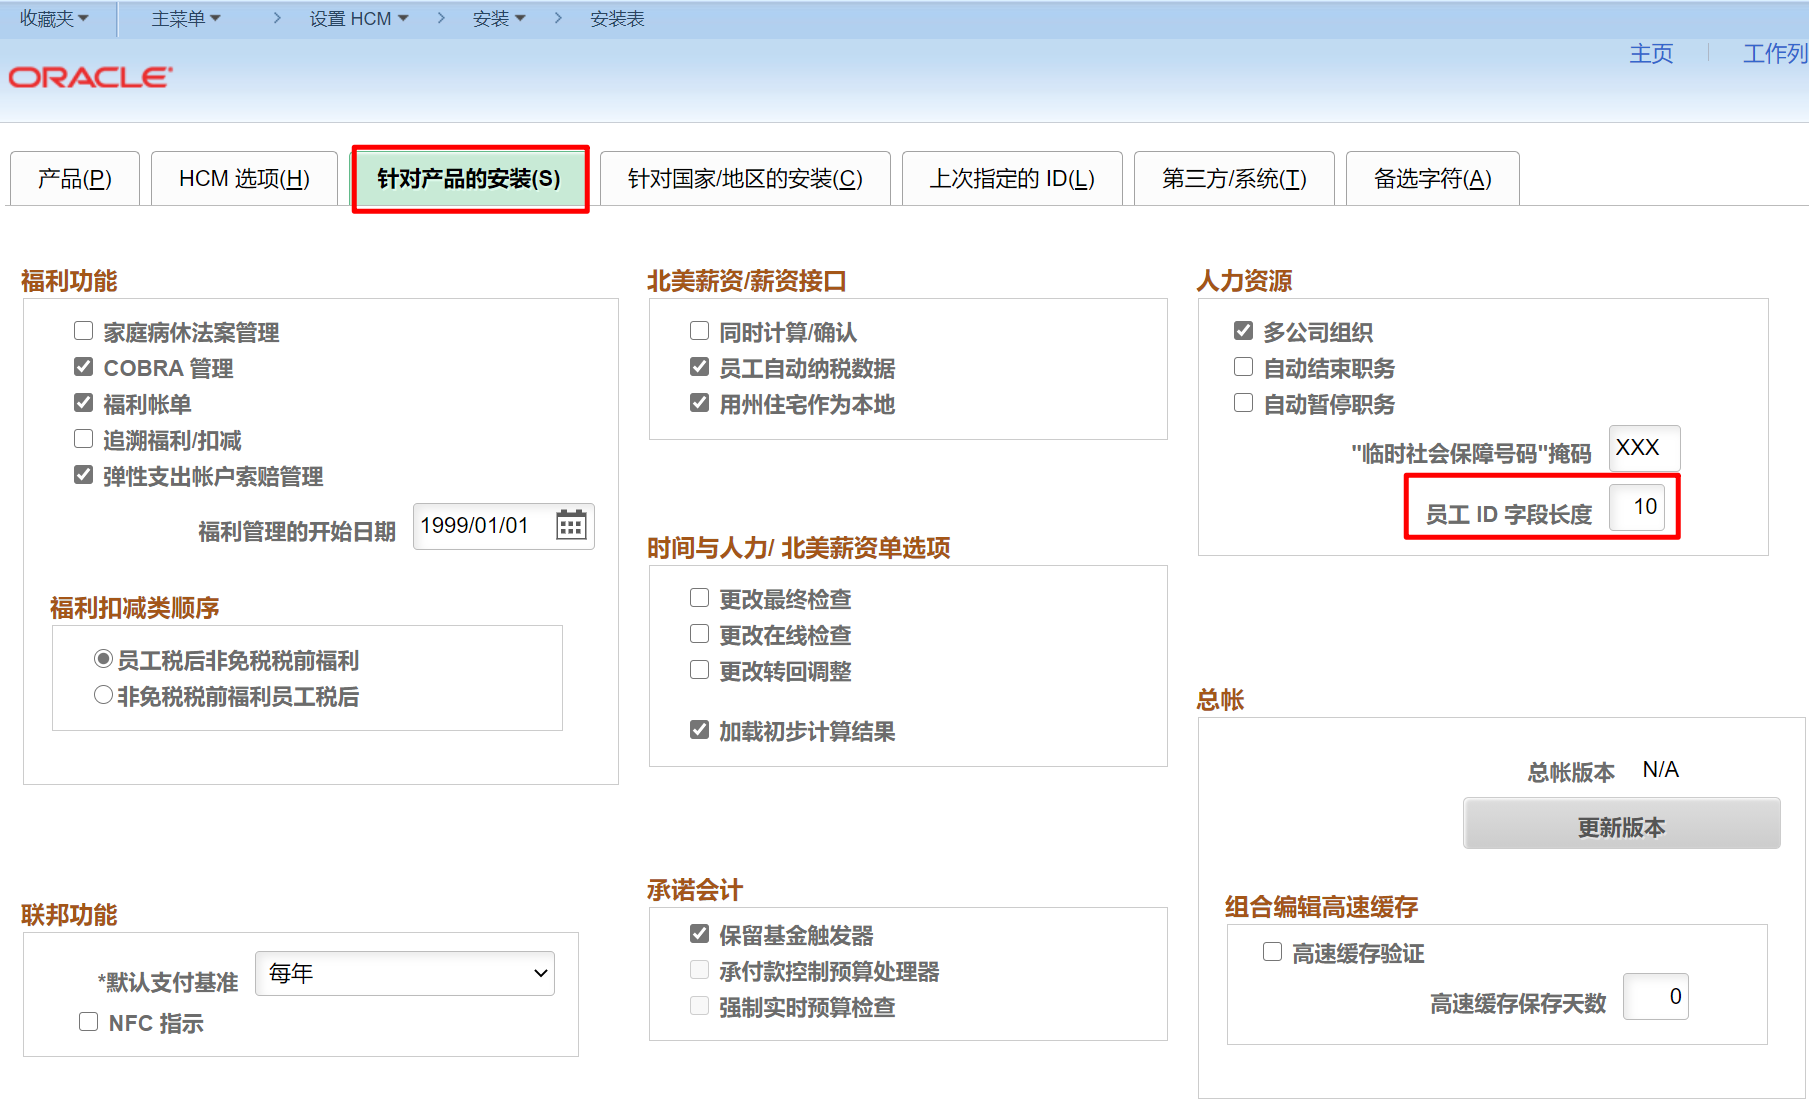 收藏夹 主菜单 设置 HCM 安装 安装表
主页 工作列
ORACLE
产品(P) HCM 选项(H) 针对产品的安装(S) 针对国家/地区的安装(C) 上次指定的 ID(L) 第三方/系统(T) 备选字符(A)
福利功能
家庭病休法案管理
COBRA 管理
福利帐单
追溯福利/扣减
弹性支出帐户索赔管理
福利管理的开始日期 1999/01/01
福利扣减类顺序
员工税后非免税税前福利
非免税税前福利员工税后
联邦功能
*默认支付基准 每年
NFC 指示
北美薪资/薪资接口
同时计算/确认
员工自动纳税数据
用州住宅作为本地
时间与人力/ 北美薪资单选项
更改最终检查
更改在线检查
更改转回调整
加载初步计算结果
承诺会计
保留基金触发器
承付款控制预算处理器
强制实时预算检查
人力资源
多公司组织
自动结束职务
自动暂停职务
"临时社会保障号码"掩码 XXX
员工 ID 字段长度 10
总帐
总帐版本 N/A
更新版本
组合编辑高速缓存
高速缓存验证
高速缓存保存天数 0